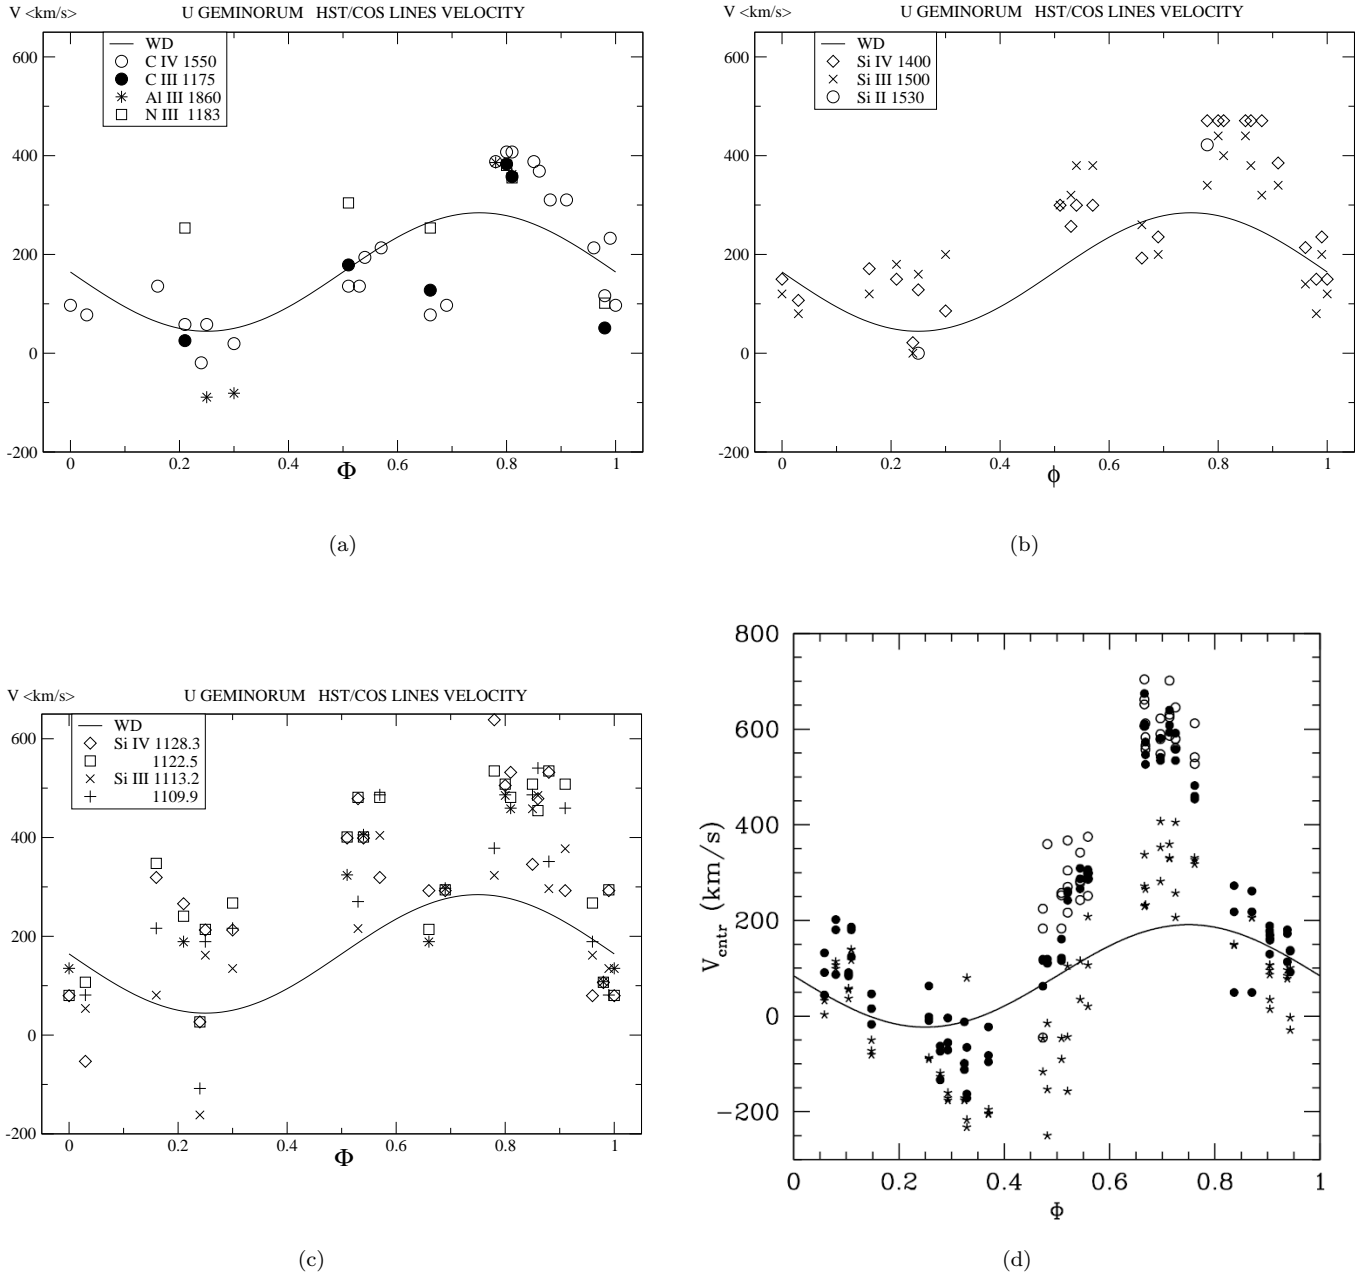 V <km/s>
U GEMINORUM HST/COS LINES VELOCITY
WD
C IV 1550
C III 1175
Al III 1860
N III 1183
600
400
200
0
-200
0 0.2 0.4 0.6 0.8 1
Φ
(a)
V <km/s>
U GEMINORUM HST/COS LINES VELOCITY
WD
Si IV 1400
Si III 1500
Si II 1530
600
400
200
0
-200
0 0.2 0.4 0.6 0.8 1
ϕ
(b)
V <km/s>
U GEMINORUM HST/COS LINES VELOCITY
WD
Si IV 1128.3
1122.5
Si III 1113.2
1109.9
600
400
200
0
-200
0 0.2 0.4 0.6 0.8 1
Φ
(c)
800
600
400
200
0
−200
V_cntr (km/s)
0 0.2 0.4 0.6 0.8 1
Φ
(d)